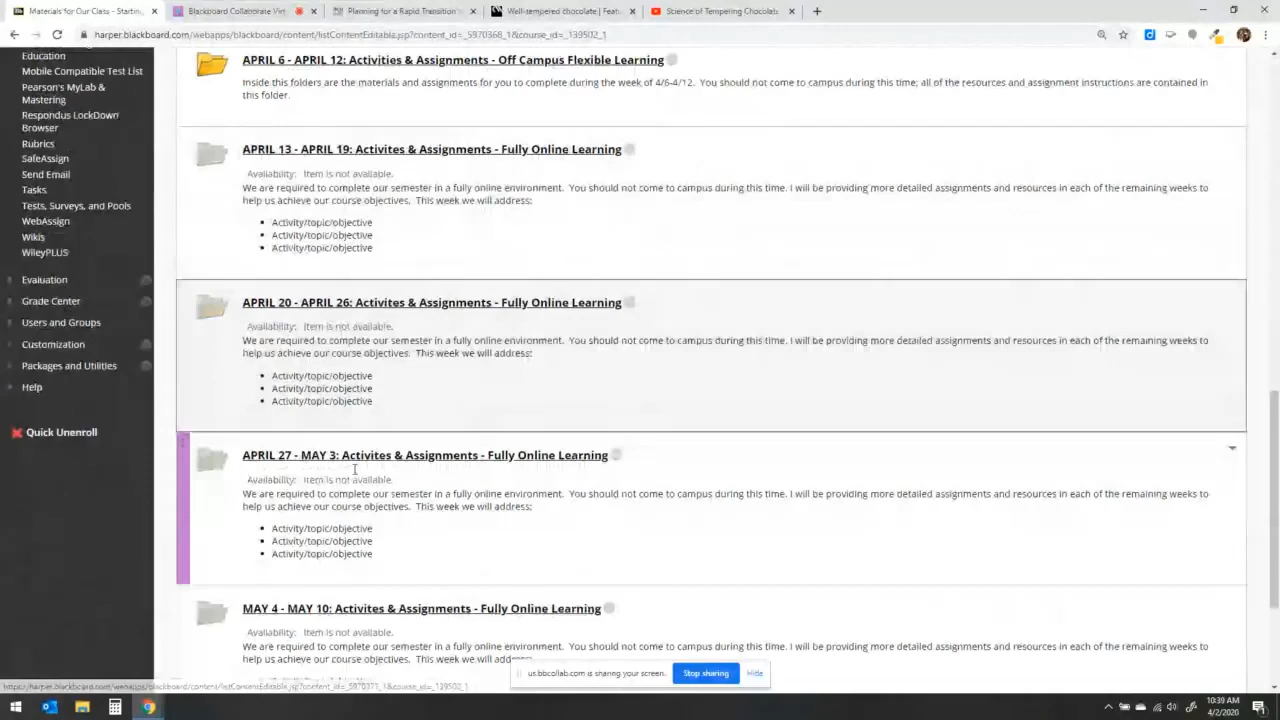 Materials for Our Class - Starting
Blackboard Collaborate Virt
Planning for a Rapid Transition t
Well-tempered chocolate | Feat
Science of Tempering Chocolate
harper.blackboard.com/webapps/blackboard/content/listContentEditable.jsp?content_id=_5970368_1&course_id=_139502_1
Education
Mobile Compatible Test List
Pearson's MyLab &
Mastering
Respondus LockDown
Browser
Rubrics
SafeAssign
Send Email
Tasks
Tests, Surveys, and Pools
WebAssign
Wikis
WileyPLUS
Evaluation
Grade Center
Users and Groups
Customization
Packages and Utilities
Help
Quick Unenroll
APRIL 6 - APRIL 12: Activities & Assignments - Off Campus Flexible Learning
Inside this folders are the materials and assignments for you to complete during the week of 4/6-4/12. You should not come to campus during this time; all of the resources and assignment instructions are contained in
this folder.
APRIL 13 - APRIL 19: Activites & Assignments - Fully Online Learning
Availability: Item is not available.
We are required to complete our semester in a fully online environment. You should not come to campus during this time. I will be providing more detailed assignments and resources in each of the remaining weeks to
help us achieve our course objectives. This week we will address:
• Activity/topic/objective
• Activity/topic/objective
• Activity/topic/objective
APRIL 20 - APRIL 26: Activites & Assignments - Fully Online Learning
Availability: Item is not available.
We are required to complete our semester in a fully online environment. You should not come to campus during this time. I will be providing more detailed assignments and resources in each of the remaining weeks to
help us achieve our course objectives. This week we will address:
• Activity/topic/objective
• Activity/topic/objective
• Activity/topic/objective
APRIL 27 - MAY 3: Activites & Assignments - Fully Online Learning
Availability: Item is not available.
We are required to complete our semester in a fully online environment. You should not come to campus during this time. I will be providing more detailed assignments and resources in each of the remaining weeks to
help us achieve our course objectives. This week we will address:
• Activity/topic/objective
• Activity/topic/objective
• Activity/topic/objective
MAY 4 - MAY 10: Activites & Assignments - Fully Online Learning
Availability: Item is not available.
We are required to complete our semester in a fully online environment. You should not come to campus during this time. I will be providing more detailed assignments and resources in each of the remaining weeks to
help us achieve our course objectives. This week we will address:
us.bbcollab.com is sharing your screen.
Stop sharing
Hide
https://harper.blackboard.com/webapps/blackboard/content/listContentEditable.jsp?content_id=_5970371_1&course_id=_139502_1
10:39 AM
4/2/2020